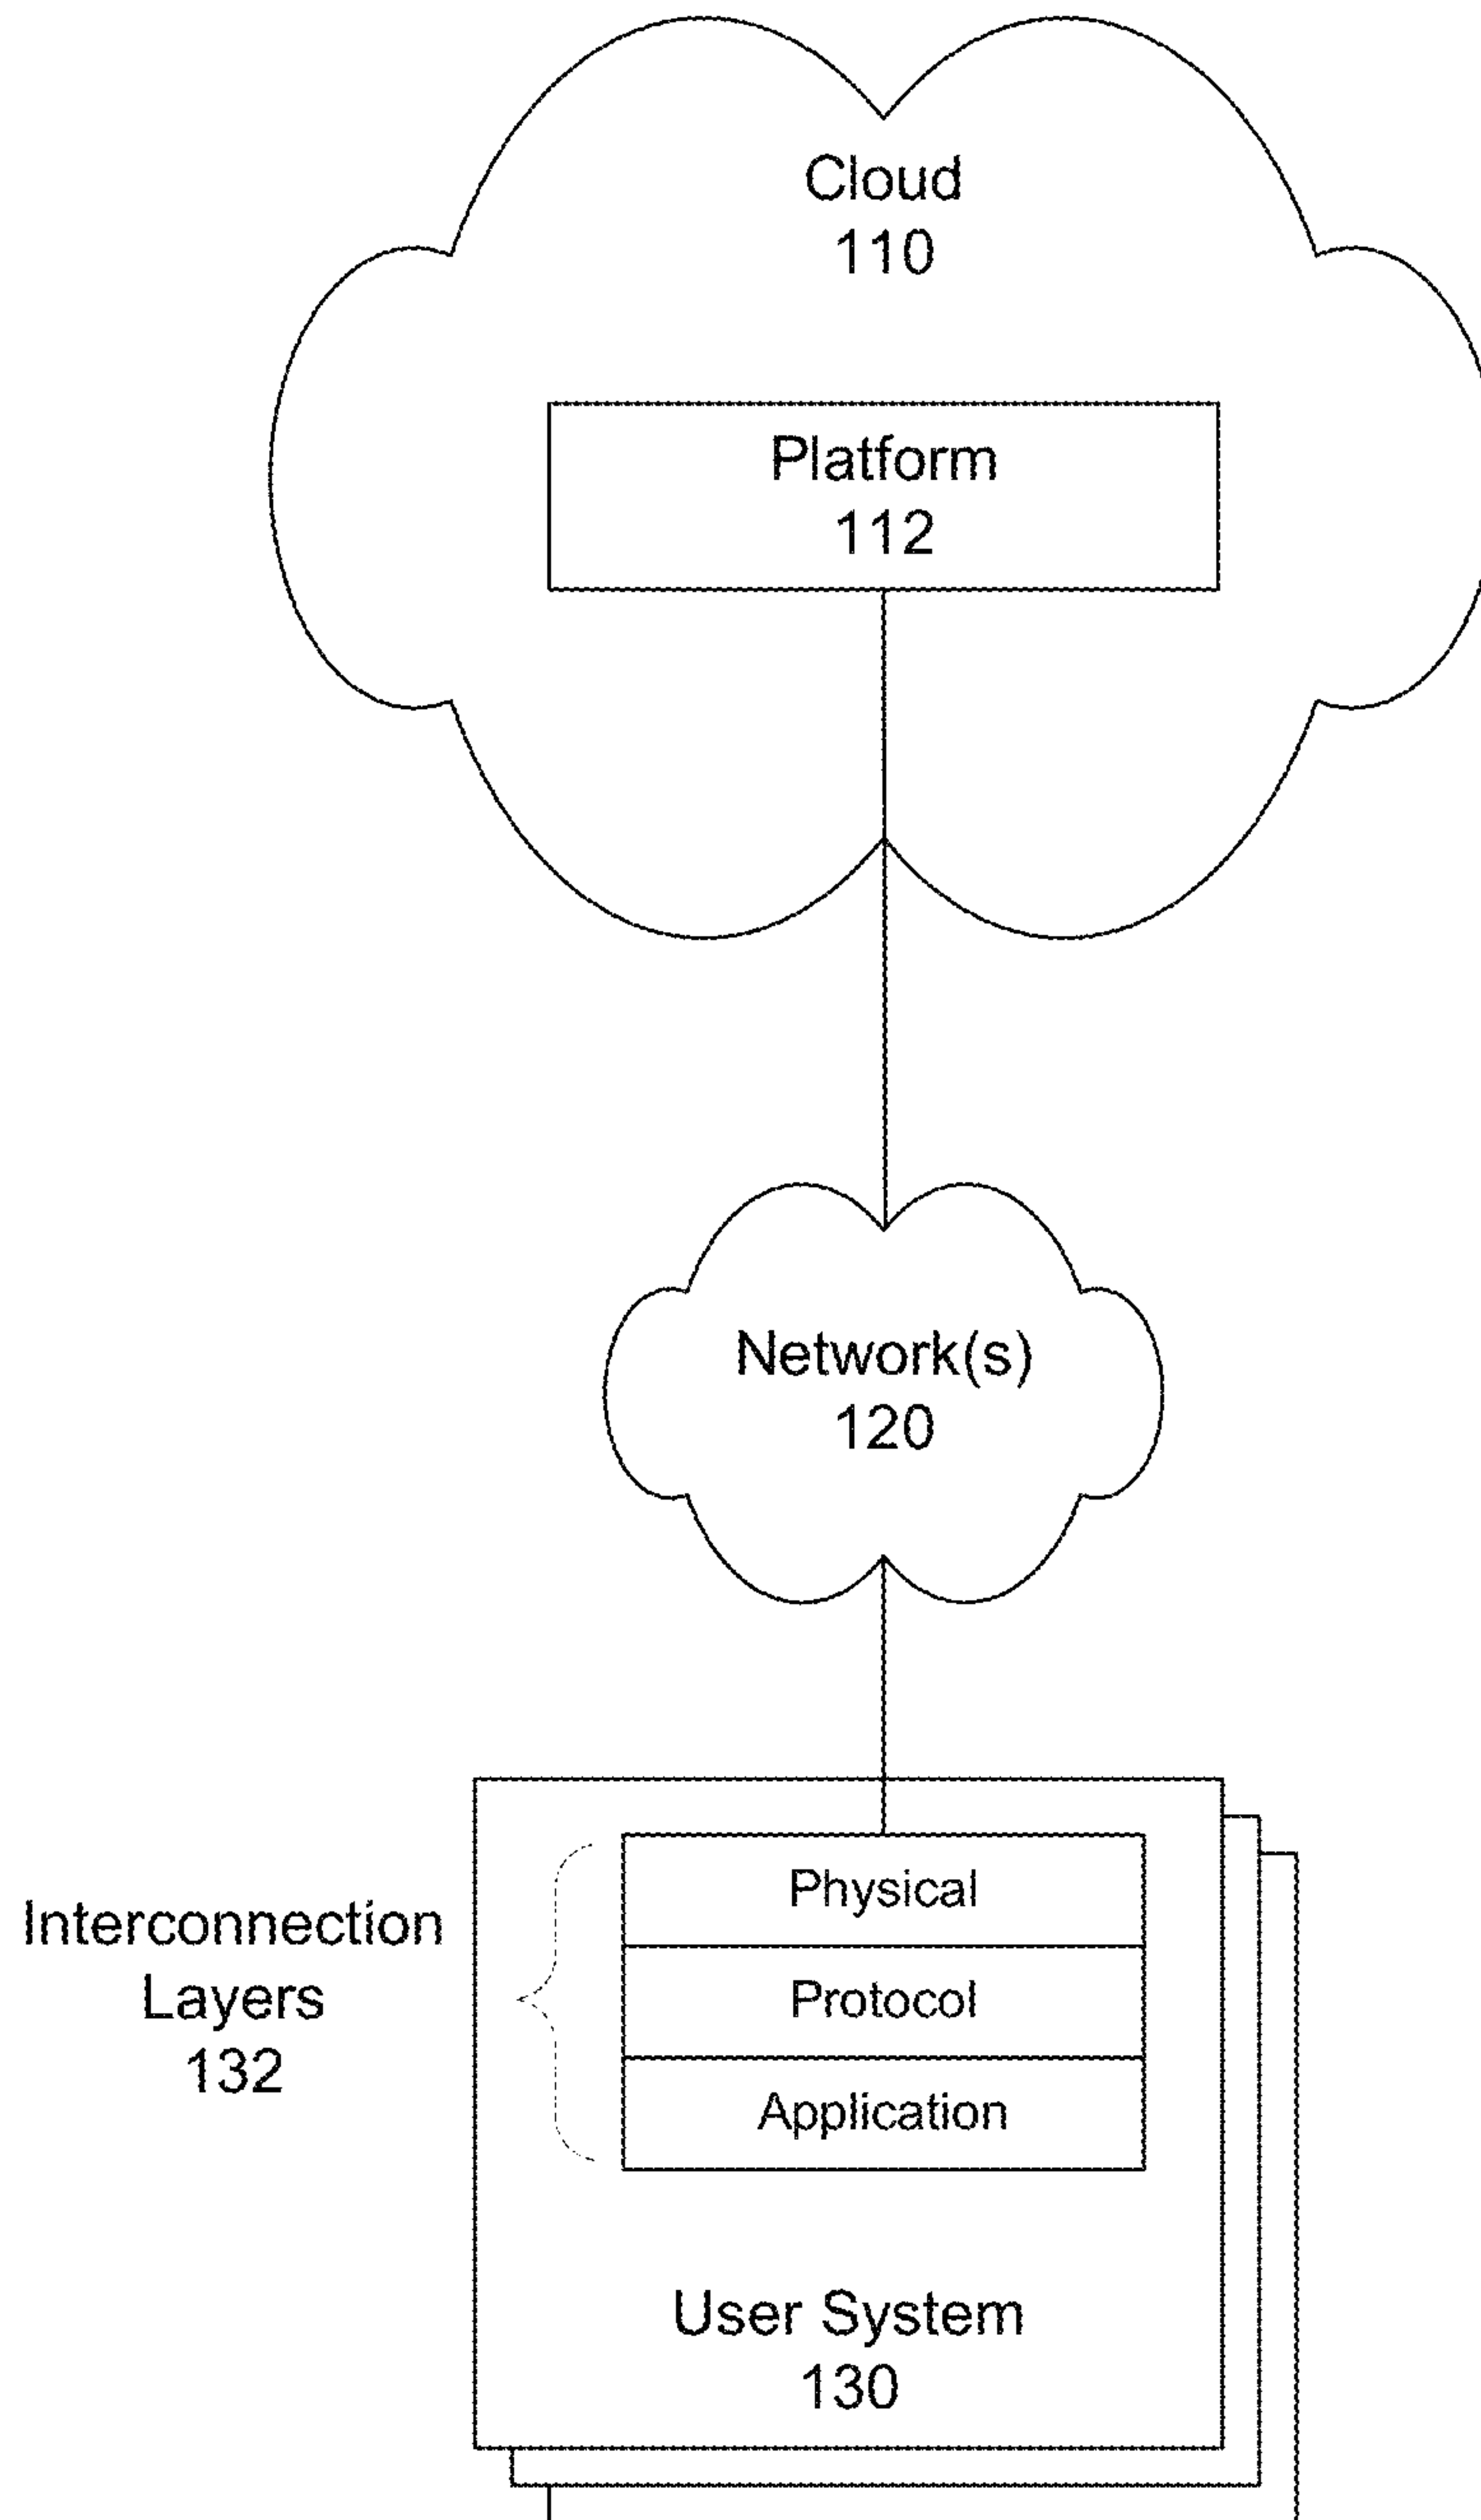 Cloud
110
Platform
112
Network(s)
120
Physical
Interconnection
Layers
132
Protocol
Application
User System
130